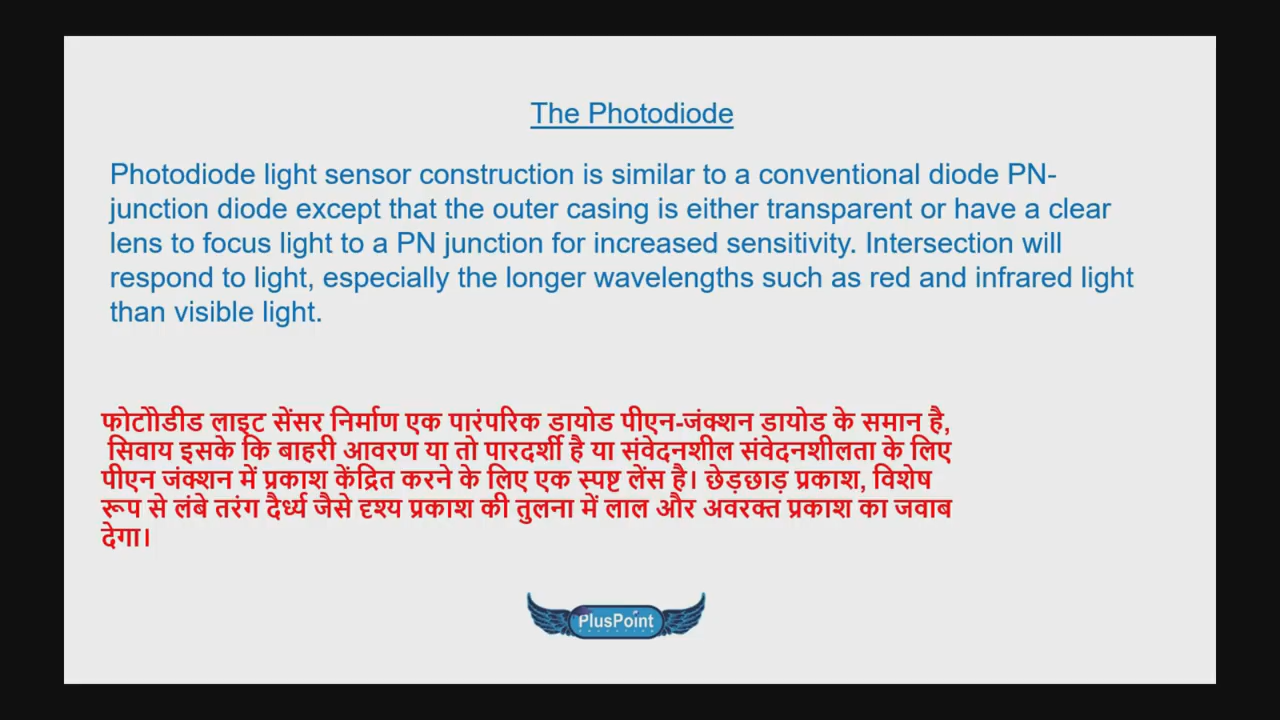 The Photodiode
Photodiode light sensor construction is similar to a conventional diode PN-
junction diode except that the outer casing is either transparent or have a clear
lens to focus light to a PN junction for increased sensitivity. Intersection will
respond to light, especially the longer wavelengths such as red and infrared light
than visible light.
फोटोोडीड लाइट सेंसर निर्माण एक पारंपरिक डायोड पीएन-जंक्शन डायोड के समान है,
सिवाय इसके कि बाहरी आवरण या तो पारदर्शी है या संवेदनशील संवेदनशीलता के लिए
पीएन जंक्शन में प्रकाश केंद्रित करने के लिए एक स्पष्ट लेंस है। छेड़छाड़ प्रकाश, विशेष
रूप से लंबे तरंग दैर्ध्य जैसे दृश्य प्रकाश की तुलना में लाल और अवरक्त प्रकाश का जवाब
देगा।
PlusPoint